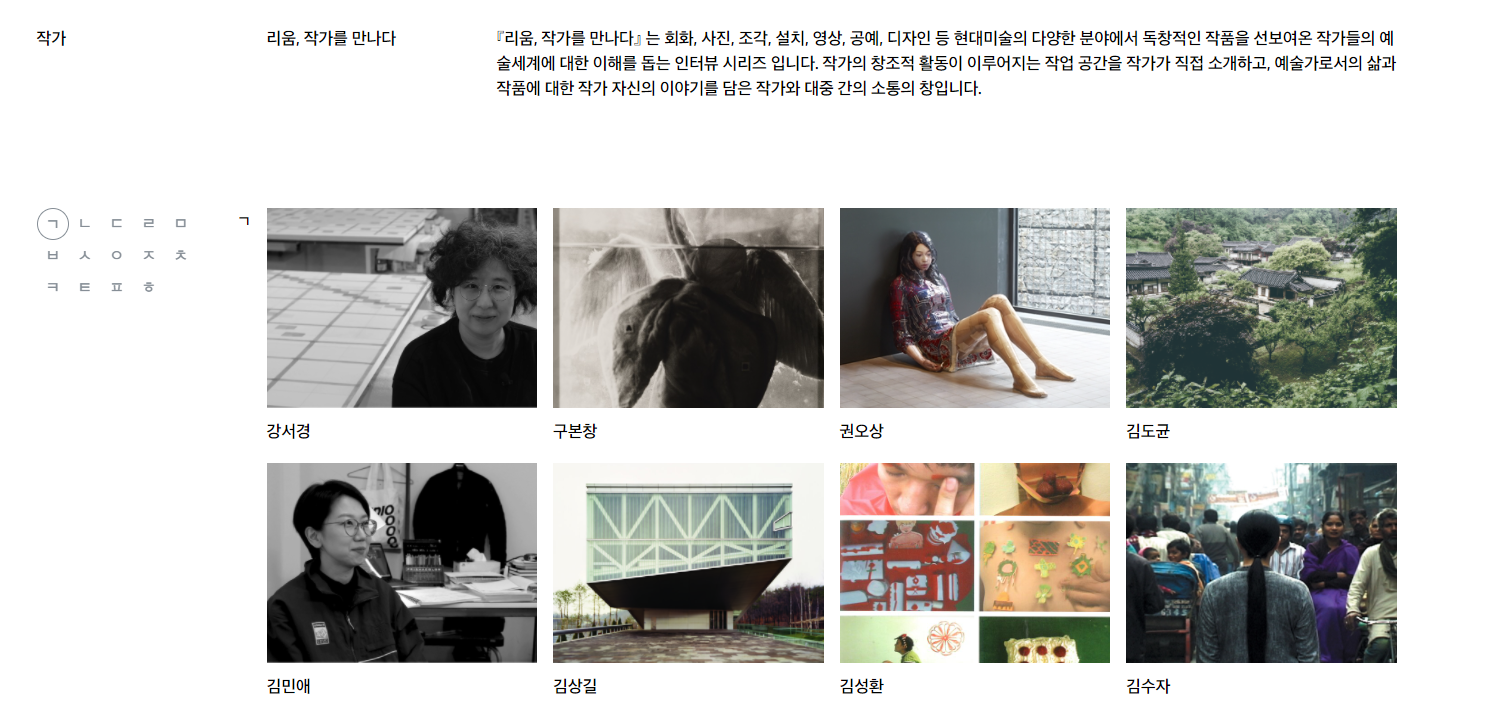 작가
리움, 작가를 만나다
『리움, 작가를 만나다』는 회화, 사진, 조각, 설치, 영상, 공예, 디자인 등 현대미술의 다양한 분야에서 독창적인 작품을 선보여온 작가들의 예
술세계에 대한 이해를 돕는 인터뷰 시리즈 입니다. 작가의 창조적 활동이 이루어지는 작업 공간을 작가가 직접 소개하고, 예술가로서의 삶과
작품에 대한 작가 자신의 이야기를 담은 작가와 대중 간의 소통의 창입니다.
ㄱ ㄴ ㄷ ㄹ ㅁ
ㅂ ㅅ ㅇ ㅈ ㅊ
ㅋ ㅌ ㅍ ㅎ
ㄱ
강서경 구본창 권오상 김도균
김민애 김상길 김성환 김수자